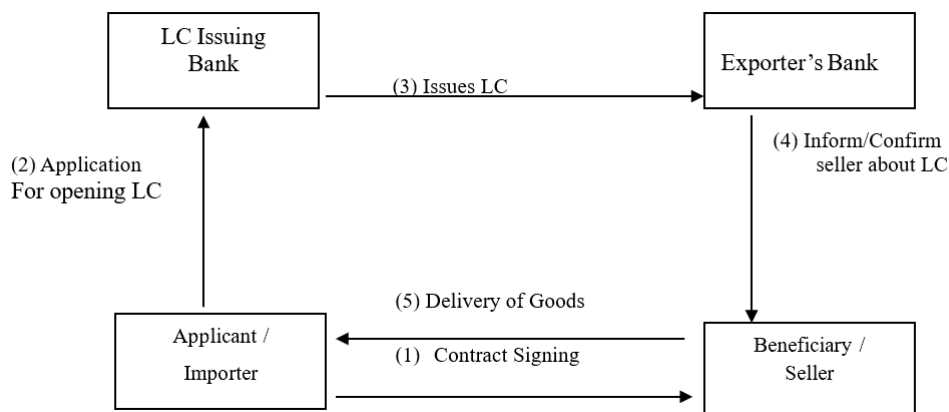 LC Issuing
Bank
Exporter’s Bank
(3) Issues LC
(2) Application
For opening LC
(4) Inform/Confirm
seller about LC
(5) Delivery of Goods
Applicant /
Importer
(1) Contract Signing
Beneficiary /
Seller